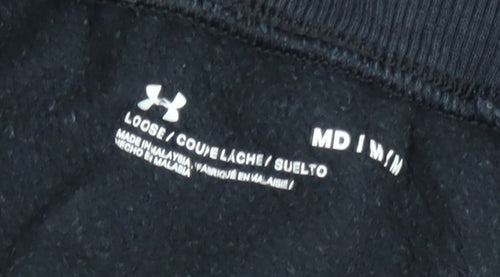 LOOSE / COUPE LÂCHE / SUELTO
MD / M / M
MADE IN MALAYSIA / FABRIQUÉ EN MALAISIE /
HECHO EN MALASIA